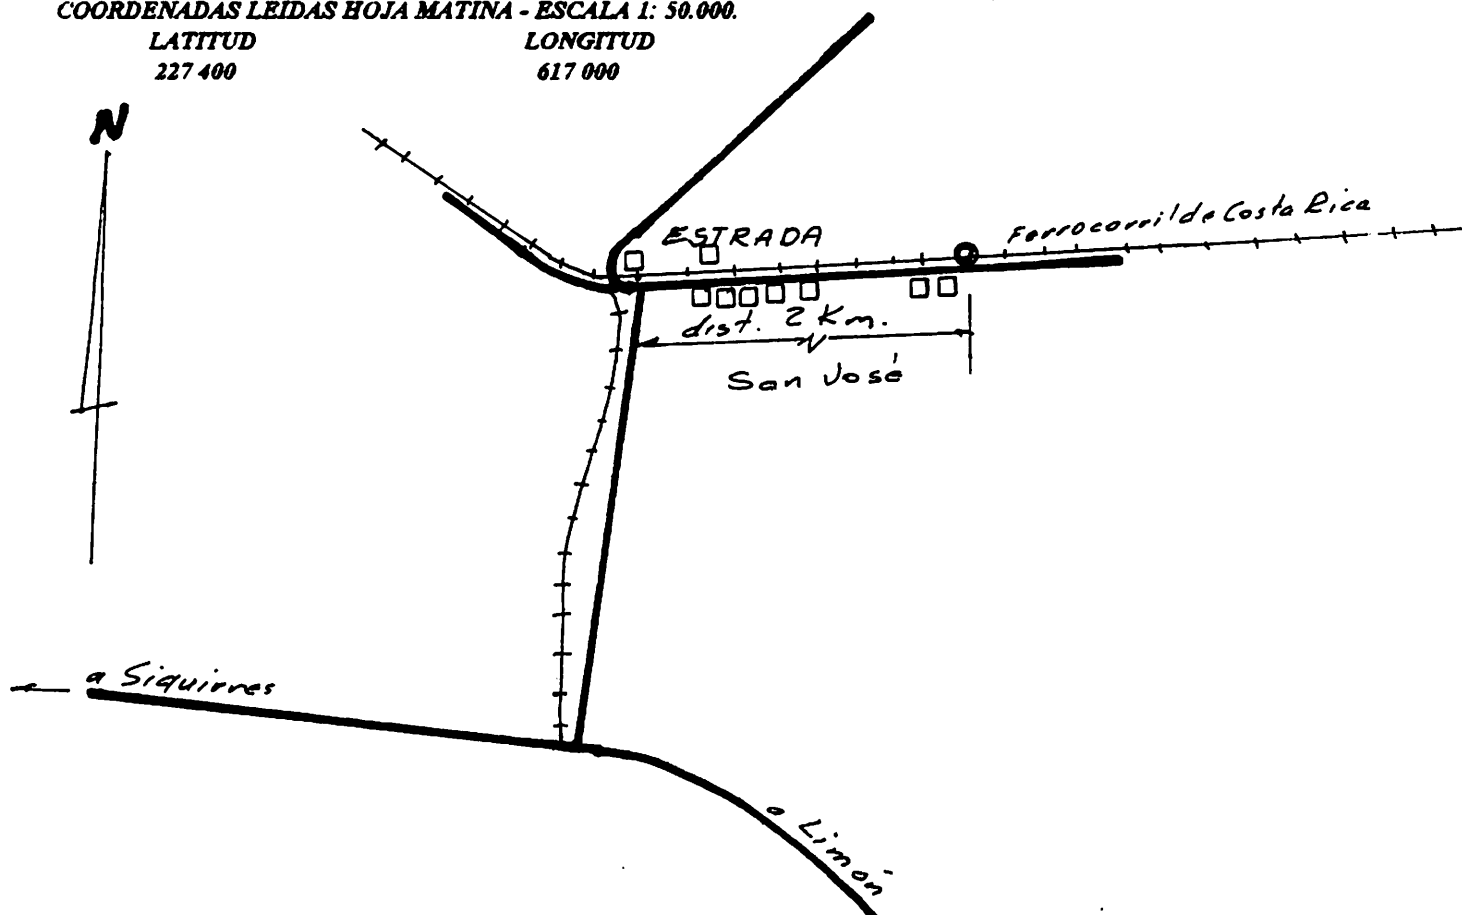 COORDENADAS LEIDAS HOJA MATINA - ESCALA 1: 50.000.
LATITUD LONGITUD
227 400 617 000
N
ESTRADA
Ferrocorril de Costa Rica
dist. 2 Km.
San José
a Siquirres
a Limón